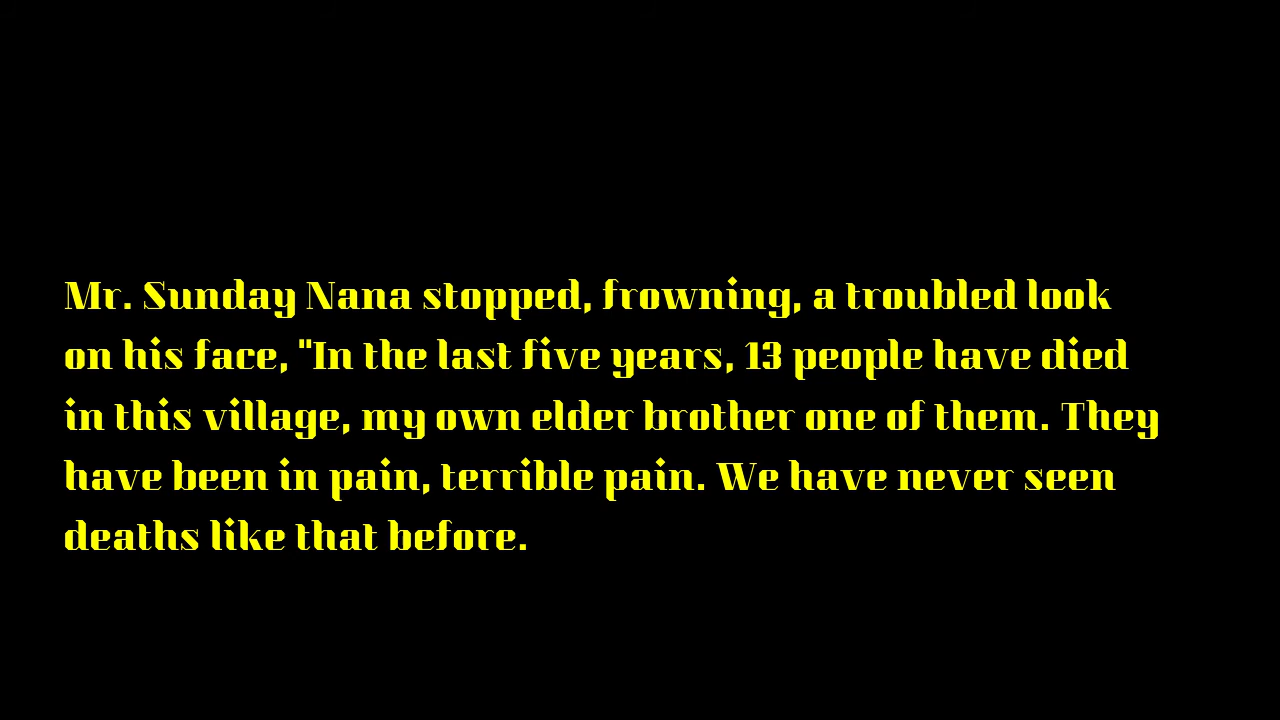 Mr. Sunday Nana stopped, frowning, a troubled look
on his face, "In the last five years, 13 people have died
in this village, my own elder brother one of them. They
have been in pain, terrible pain. We have never seen
deaths like that before.